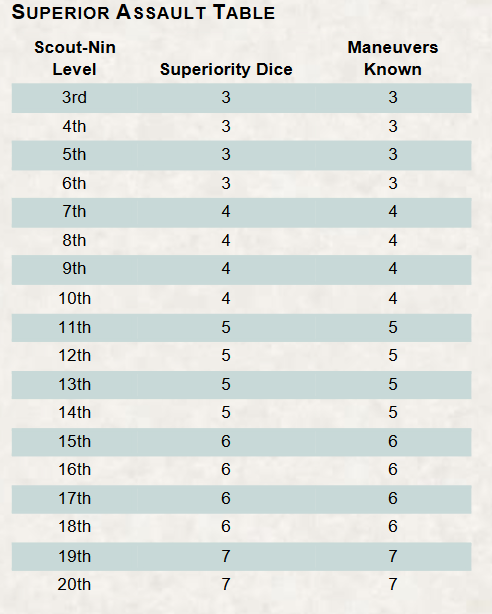 SUPERIOR ASSAULT TABLE
Scout-Nin Level Superiority Dice Maneuvers Known
3rd 3 3
4th 3 3
5th 3 3
6th 3 3
7th 4 4
8th 4 4
9th 4 4
10th 4 4
11th 5 5
12th 5 5
13th 5 5
14th 5 5
15th 6 6
16th 6 6
17th 6 6
18th 6 6
19th 7 7
20th 7 7